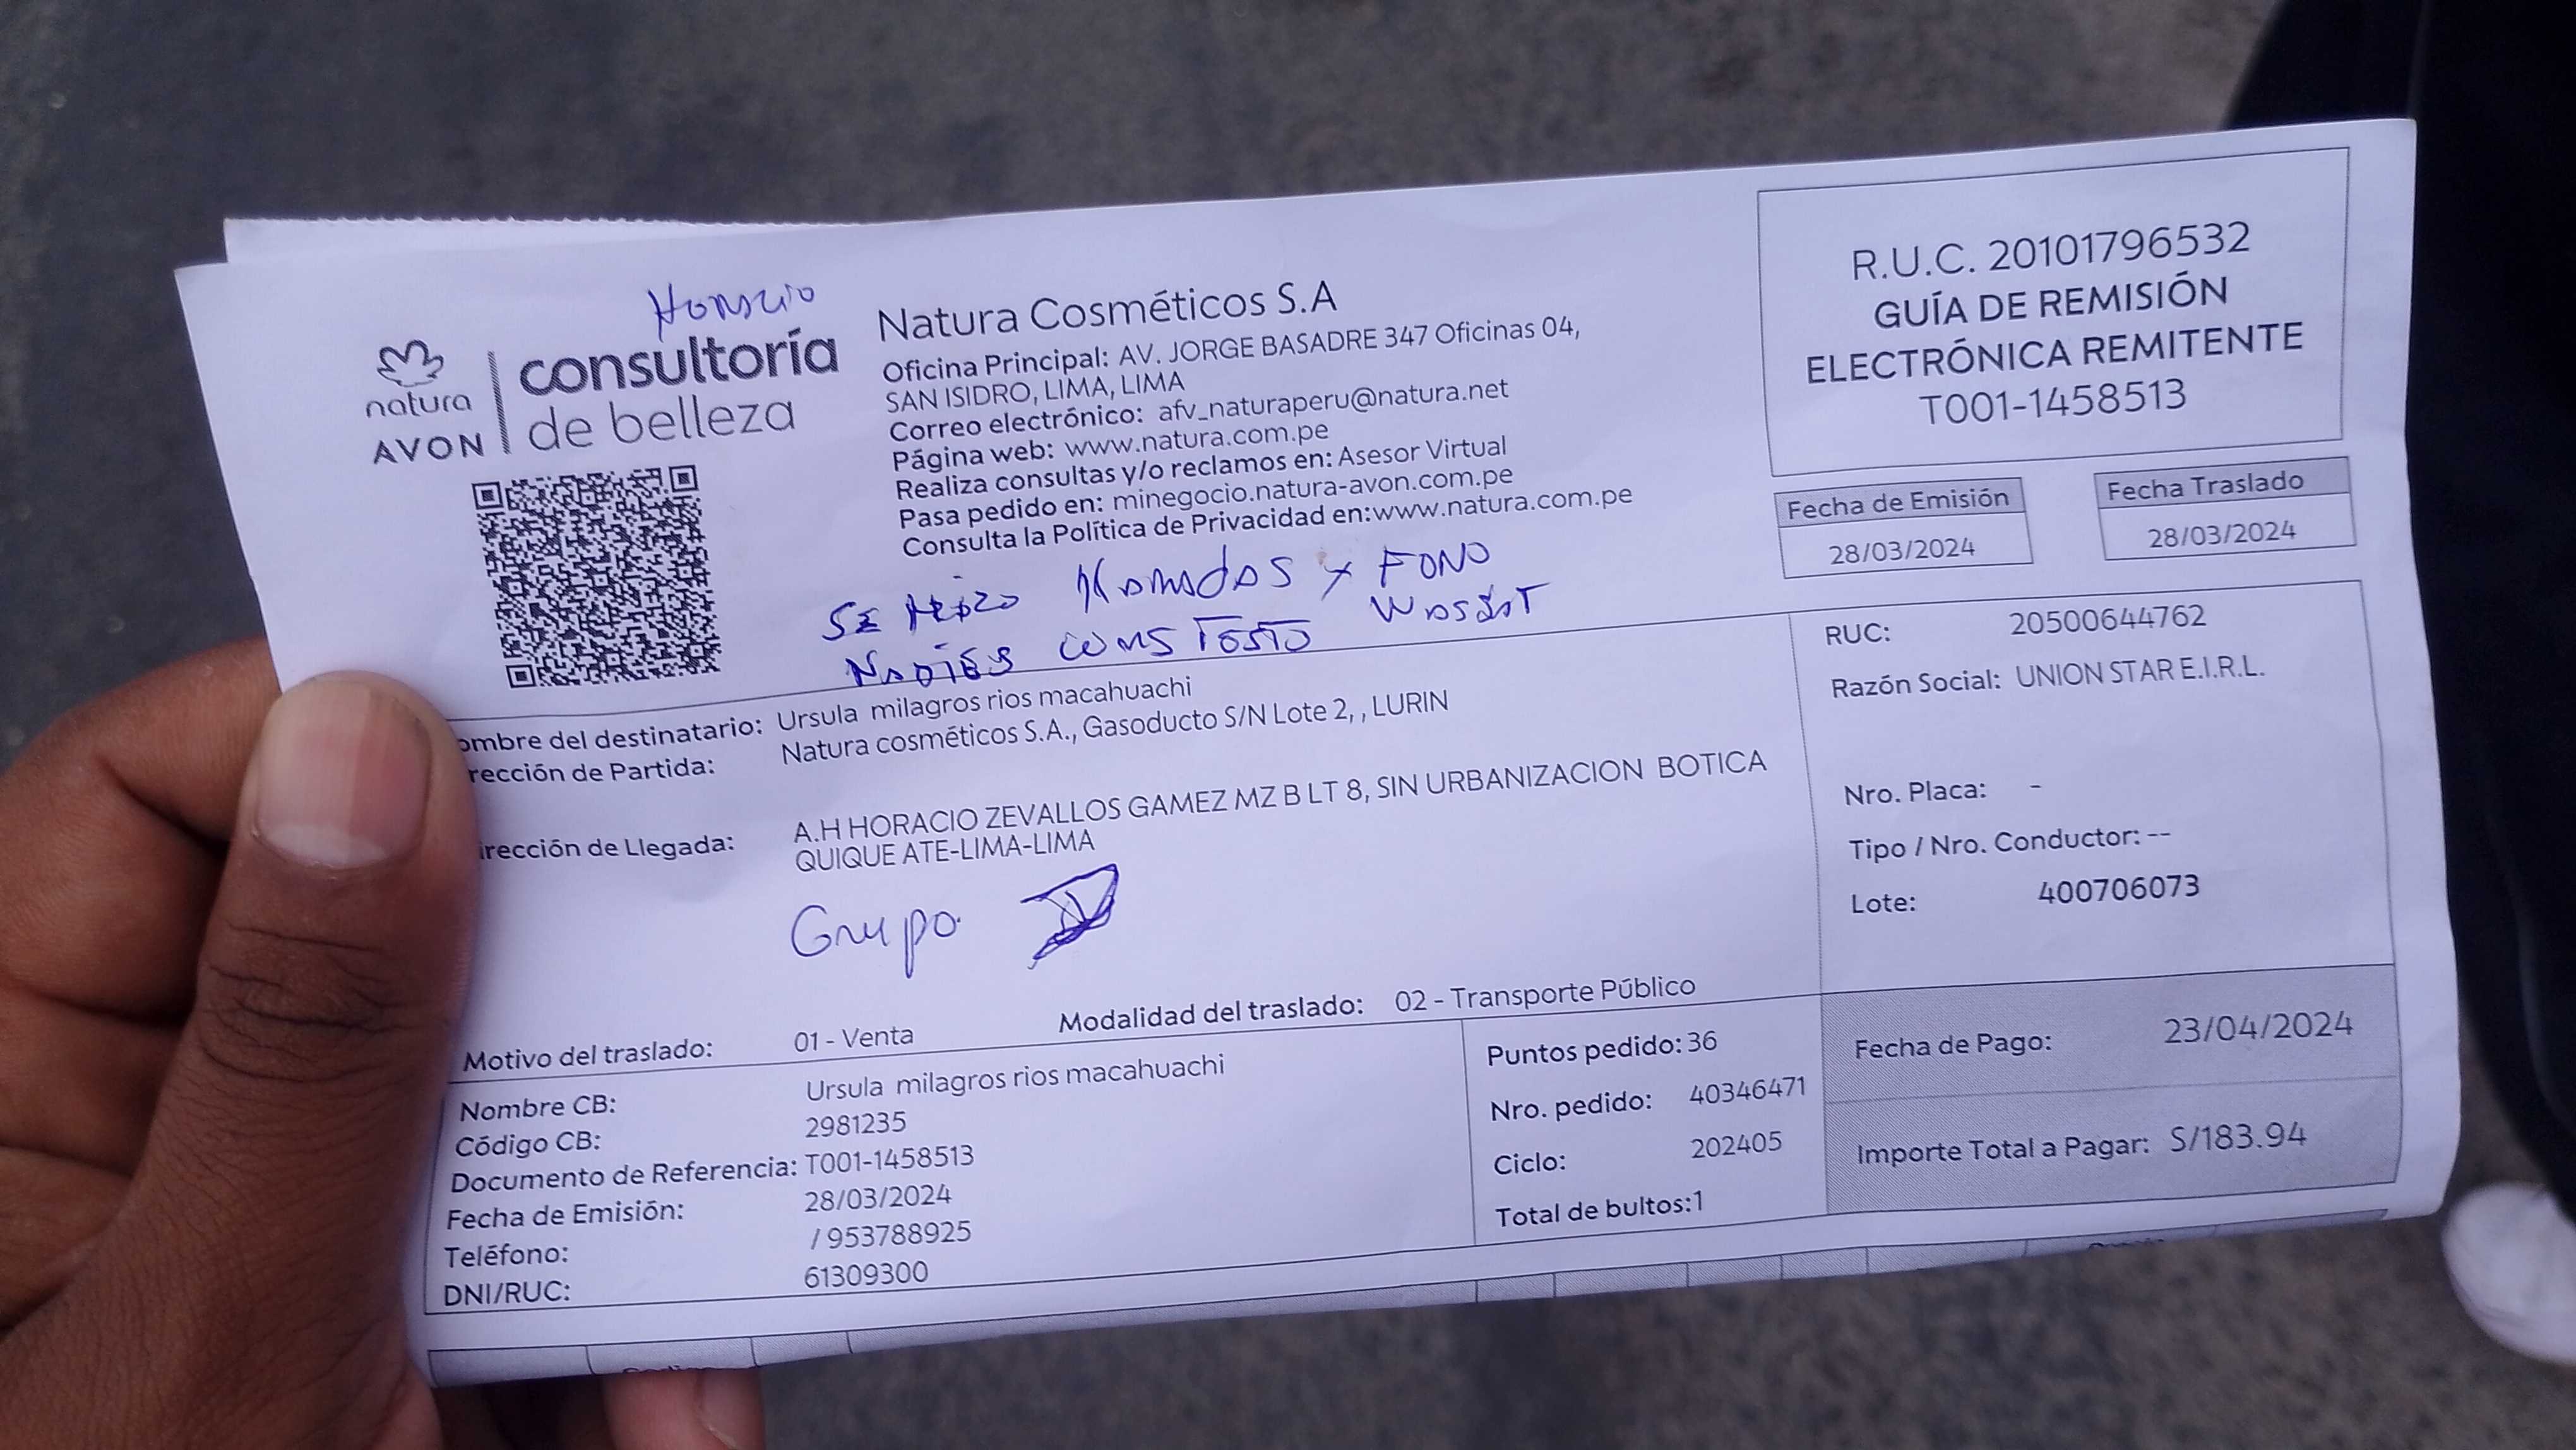 Horacio
natura
AVON
consultoría
de belleza
Natura Cosméticos S.A
Oficina Principal: AV. JORGE BASADRE 347 Oficinas 04,
SAN ISIDRO, LIMA, LIMA
Correo electrónico: afv_naturaperu@natura.net
Página web: www.natura.com.pe
Realiza consultas y/o reclamos en: Asesor Virtual
Pasa pedido en: minegocio.natura-avon.com.pe
Consulta la Política de Privacidad en:www.natura.com.pe
R.U.C. 20101796532
GUÍA DE REMISIÓN
ELECTRÓNICA REMITENTE
T001-1458513
Fecha de Emisión
28/03/2024
Fecha Traslado
28/03/2024
SE y FONO
ombre del destinatario: Ursula milagros rios macahuachi
rección de Partida: Natura cosméticos S.A., Gasoducto S/N Lote 2, , LURIN
irección de Llegada: A.H HORACIO ZEVALLOS GAMEZ MZ B LT 8, SIN URBANIZACION BOTICA
QUIQUE ATE-LIMA-LIMA
Grupo
Motivo del traslado: 01 - Venta Modalidad del traslado: 02 - Transporte Público
RUC: 20500644762
Razón Social: UNION STAR E.I.R.L.
Nro. Placa: -
Tipo / Nro. Conductor: --
Lote: 400706073
Nombre CB: Ursula milagros rios macahuachi
Código CB: 2981235
Documento de Referencia: T001-1458513
Fecha de Emisión: 28/03/2024
Teléfono: / 953788925
DNI/RUC: 61309300
Puntos pedido: 36
Nro. pedido: 40346471
Ciclo: 202405
Total de bultos:1
Fecha de Pago: 23/04/2024
Importe Total a Pagar: S/183.94